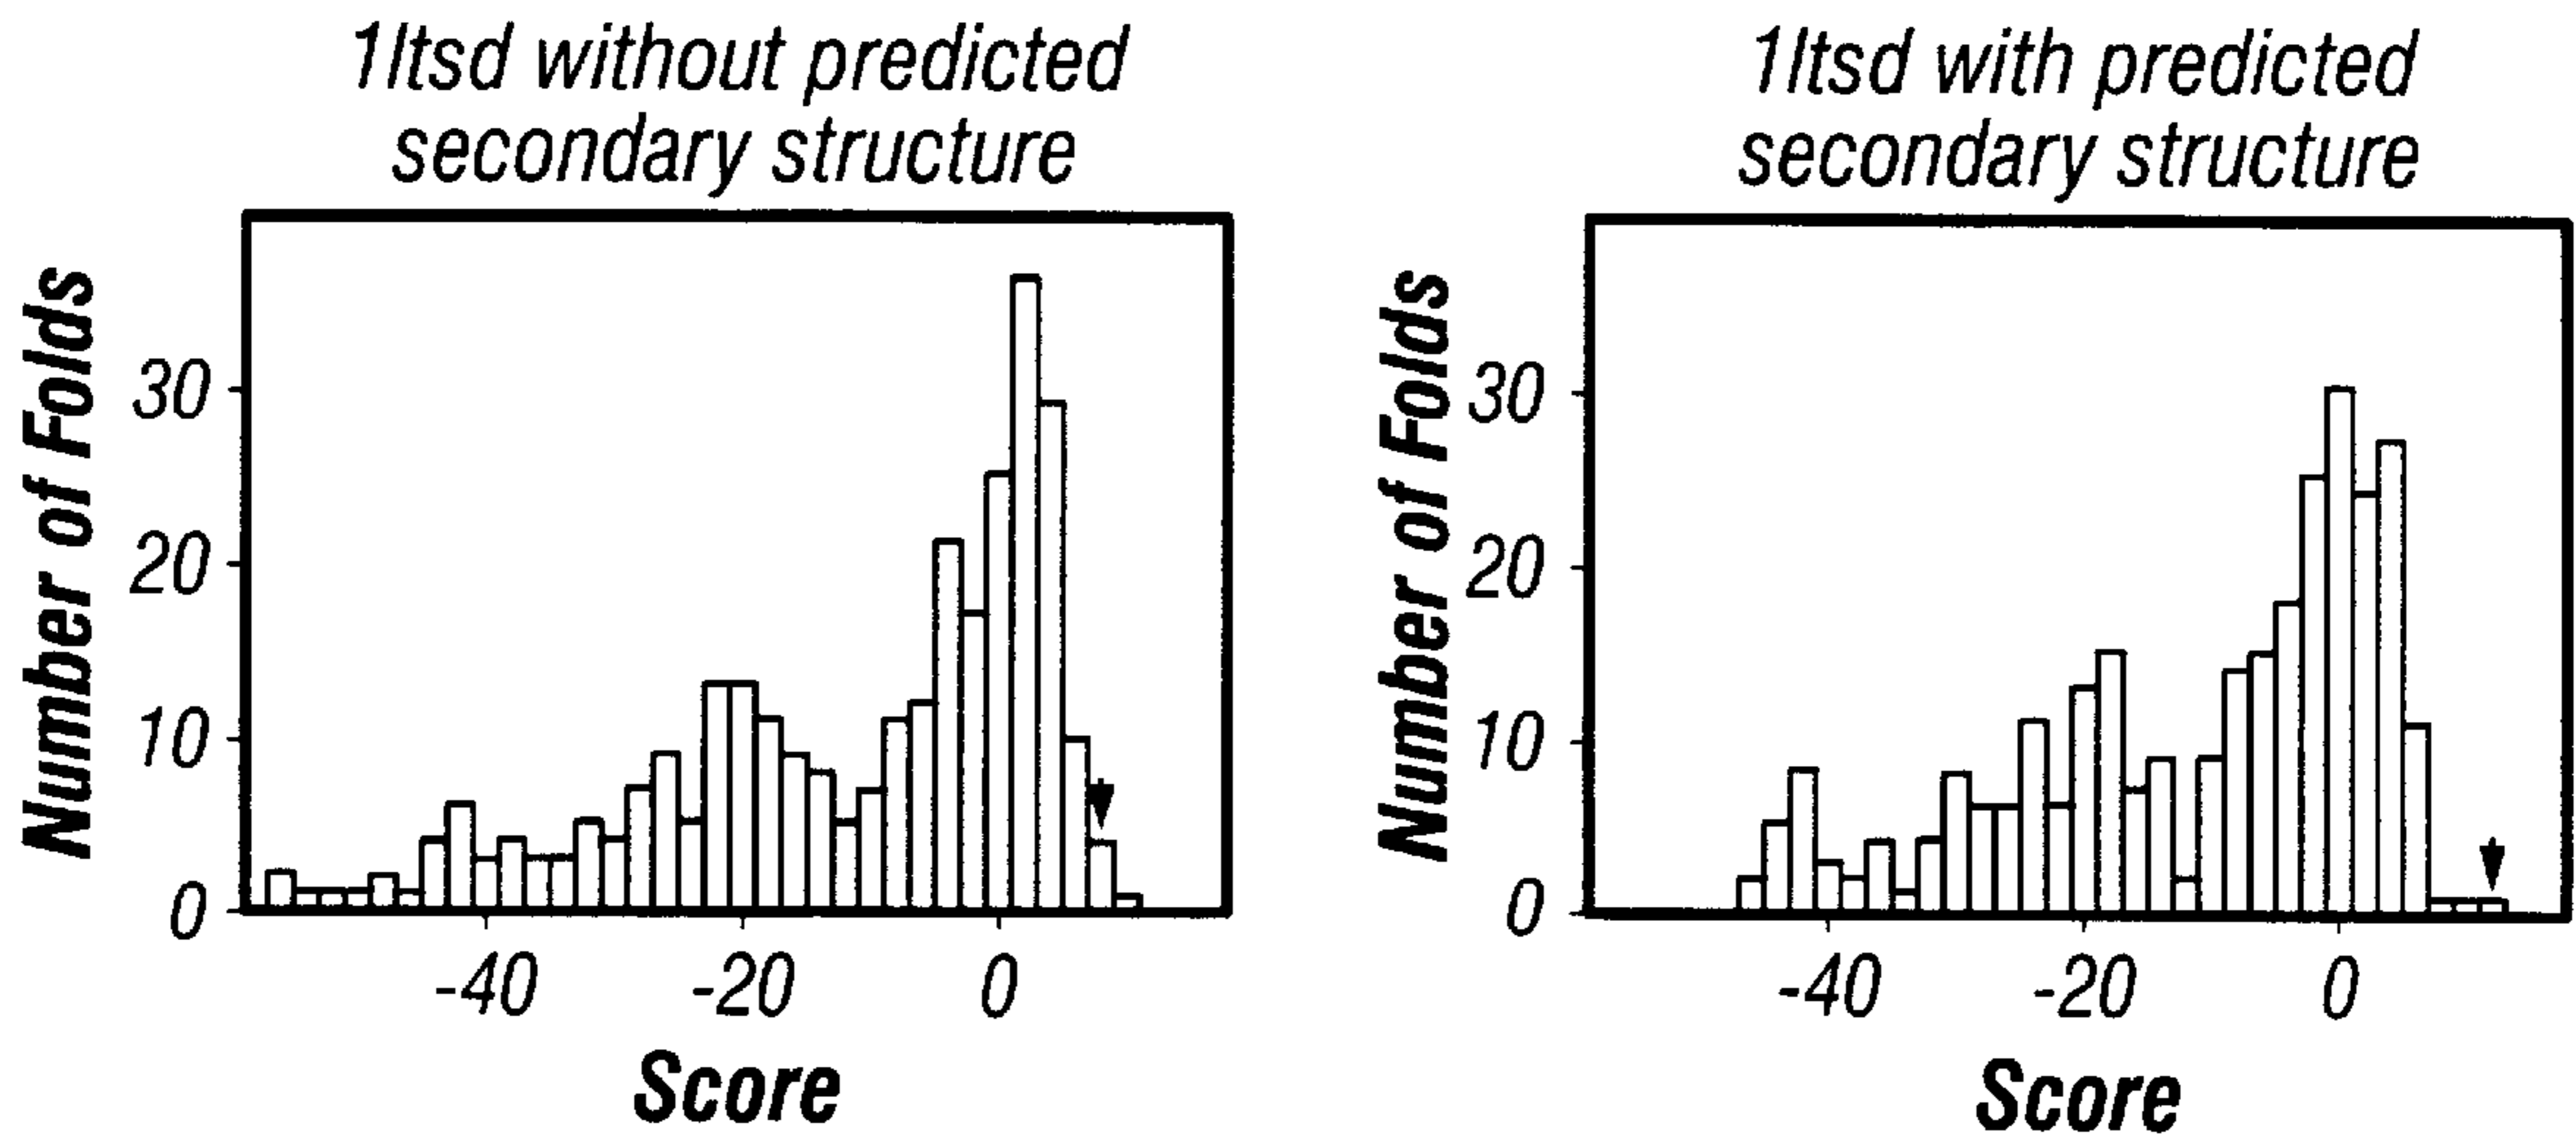 1ltsd without predicted
secondary structure
Number of Folds
30
20
10
0
-40 -20 0
Score
1ltsd with predicted
secondary structure
Number of Folds
30
20
10
0
-40 -20 0
Score